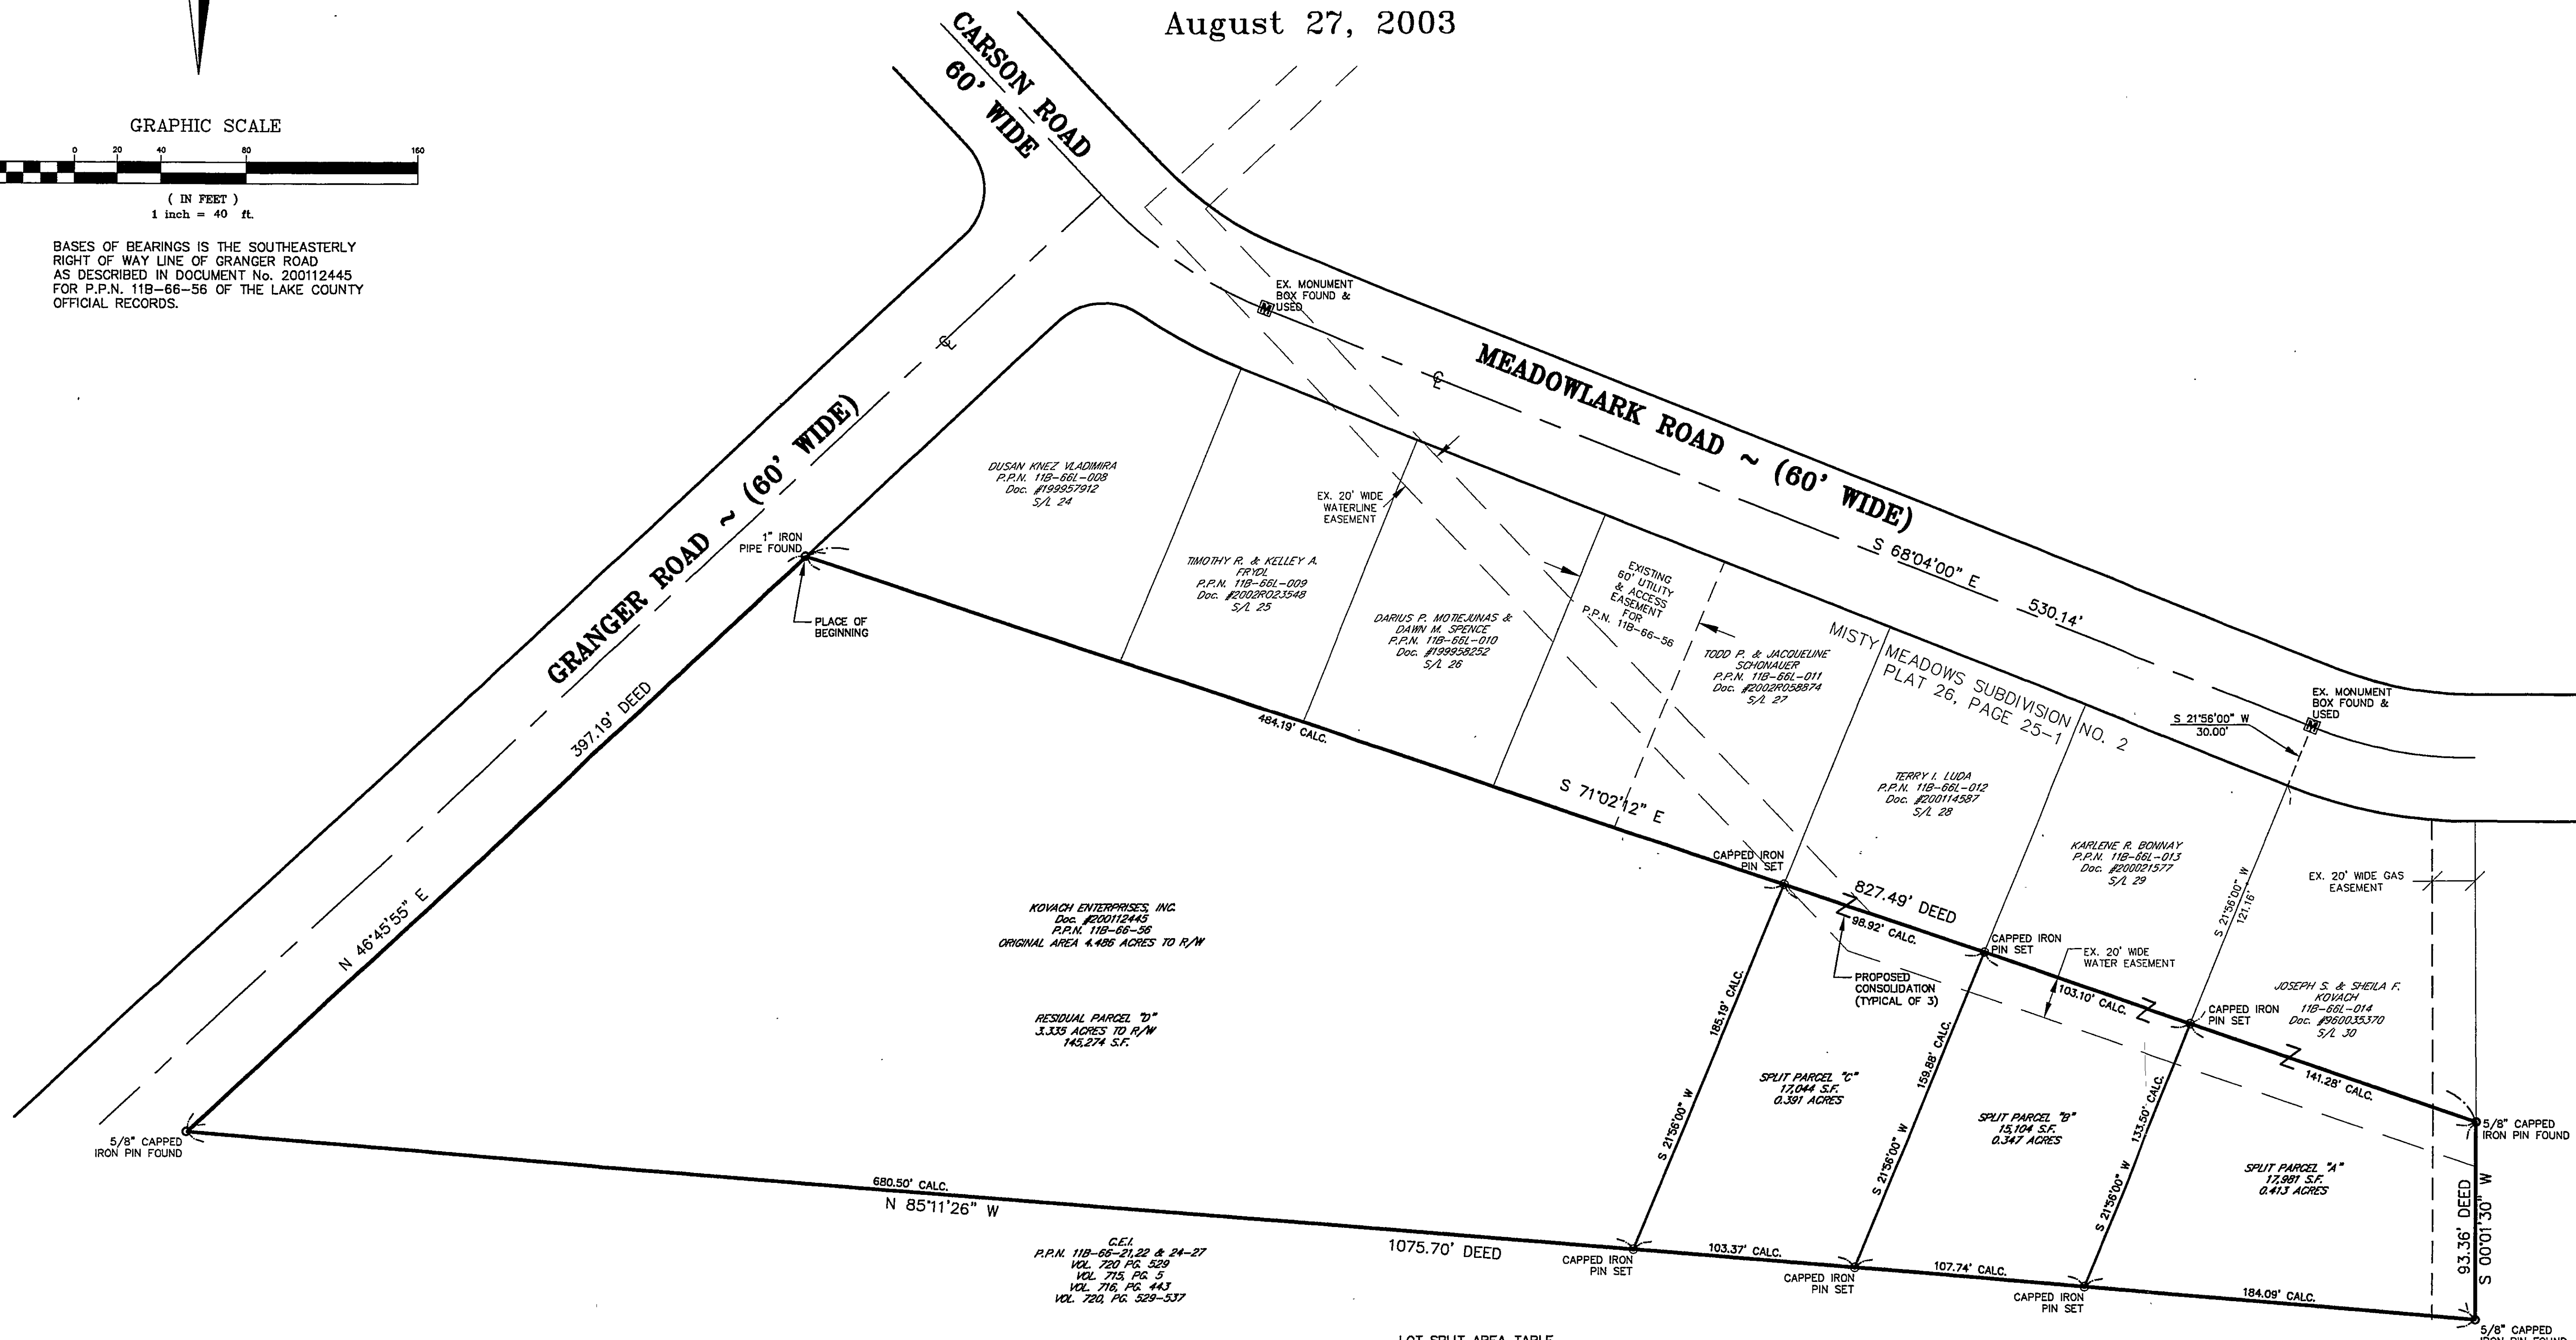 August 27, 2003
CARSON ROAD
60' WIDE
GRAPHIC SCALE
0 20 40 80 160
( IN FEET )
1 inch = 40 ft.
BASES OF BEARINGS IS THE SOUTHEASTERLY
RIGHT OF WAY LINE OF GRANGER ROAD
AS DESCRIBED IN DOCUMENT No. 200112445
FOR P.P.N. 11B-66-56 OF THE LAKE COUNTY
OFFICIAL RECORDS.
EX. MONUMENT
BOX FOUND &
USED
M
MEADOWLARK ROAD ~ (60' WIDE)
S 68°04'00" E
530.14'
GRANGER ROAD ~ (60' WIDE)
DUSAN KNEZ VLADIMIRA
P.P.N. 11B-66L-008
Doc. #199957912
S/L 24
EX. 20' WIDE
WATERLINE
EASEMENT
1" IRON
PIPE FOUND
PLACE OF
BEGINNING
TIMOTHY R. & KELLEY A.
FRYDL
P.P.N. 11B-66L-009
Doc. #2002R023548
S/L 25
DARIUS P. MOTIEJUNAS &
DAWN M. SPENCE
P.P.N. 11B-66L-010
Doc. #199958252
S/L 26
EXISTING
60' UTILITY
& ACCESS
EASEMENT
FOR
P.P.N. 11B-66-56
TODD P. & JACQUELINE
SCHONAUER
P.P.N. 11B-66L-011
Doc. #2002R058874
S/L 27
MISTY MEADOWS SUBDIVISION NO. 2
PLAT 26, PAGE 25-1
EX. MONUMENT
BOX FOUND &
USED
M
S 21°56'00" W
30.00'
397.19' DEED
N 46°45'55" E
484.19' CALC.
S 71°02'12" E
TERRY I. LUDA
P.P.N. 11B-66L-012
Doc. #200114587
S/L 28
KARLENE R. BONNAY
P.P.N. 11B-66L-013
Doc. #200021577
S/L 29
S 21°56'00" W
121.16'
EX. 20' WIDE GAS
EASEMENT
CAPPED IRON
PIN SET
827.49' DEED
98.92' CALC.
CAPPED IRON
PIN SET
EX. 20' WIDE
WATER EASEMENT
PROPOSED
CONSOLIDATION
(TYPICAL OF 3)
103.10' CALC.
CAPPED IRON
PIN SET
JOSEPH S. & SHEILA F.
KOVACH
11B-66L-014
Doc. #960035370
S/L 30
141.28' CALC.
KOVACH ENTERPRISES, INC.
Doc. #200112445
P.P.N. 11B-66-56
ORIGINAL AREA 4.486 ACRES TO R/W
RESIDUAL PARCEL "D"
3.335 ACRES TO R/W
145,274 S.F.
185.19' CALC.
S 21°56'00" W
SPLIT PARCEL "C"
17,044 S.F.
0.391 ACRES
159.88' CALC.
S 21°56'00" W
SPLIT PARCEL "B"
15,104 S.F.
0.347 ACRES
133.50' CALC.
S 21°56'00" W
SPLIT PARCEL "A"
17,981 S.F.
0.413 ACRES
5/8" CAPPED
IRON PIN FOUND
93.36' DEED
S 00°01'30" W
5/8" CAPPED
IRON PIN FOUND
680.50' CALC.
N 85°11'26" W
1075.70' DEED
C.E.I.
P.P.N. 11B-66-21,22 & 24-27
VOL. 720 PG. 529
VOL. 715, PG. 5
VOL. 716, PG. 443
VOL. 720, PG. 529-537
CAPPED IRON
PIN SET
103.37' CALC.
CAPPED IRON
PIN SET
107.74' CALC.
CAPPED IRON
PIN SET
184.09' CALC.
5/8" CAPPED
IRON PIN FOUND
LOT SPLIT AREA TABLE